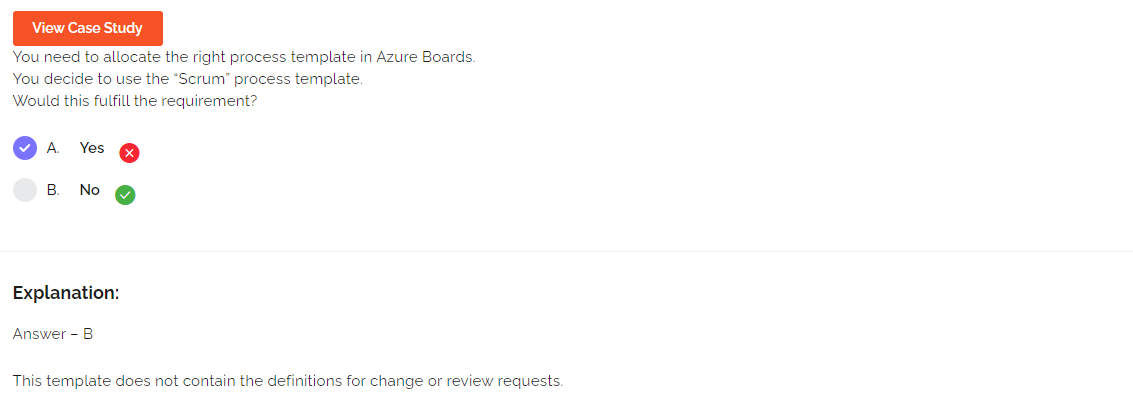 View Case Study
You need to allocate the right process template in Azure Boards.
You decide to use the “Scrum” process template.
Would this fulfill the requirement?
A. Yes
B. No
Explanation:
Answer – B
This template does not contain the definitions for change or review requests.